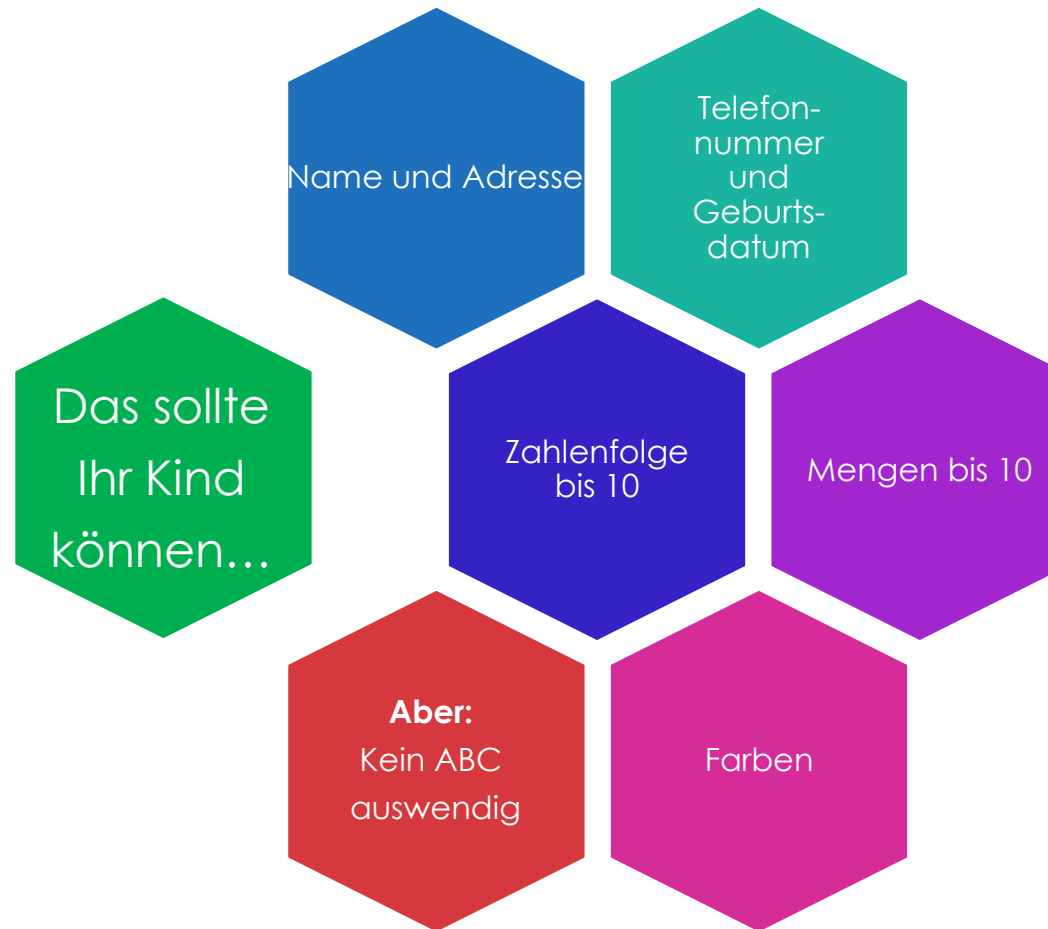 Name und Adresse
Telefon-
nummer
und
Geburts-
datum
Das sollte
Ihr Kind
können…
Zahlenfolge
bis 10
Mengen bis 10
Aber:
Kein ABC
auswendig
Farben